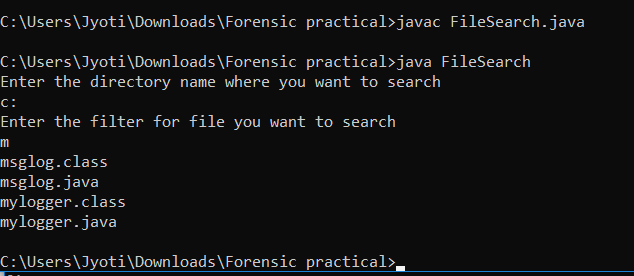 C:\Users\Jyoti\Downloads\Forensic practical>javac FileSearch.java
C:\Users\Jyoti\Downloads\Forensic practical>java FileSearch
Enter the directory name where you want to search
c:
Enter the filter for file you want to search
m
msglog.class
msglog.java
mylogger.class
mylogger.java
C:\Users\Jyoti\Downloads\Forensic practical>